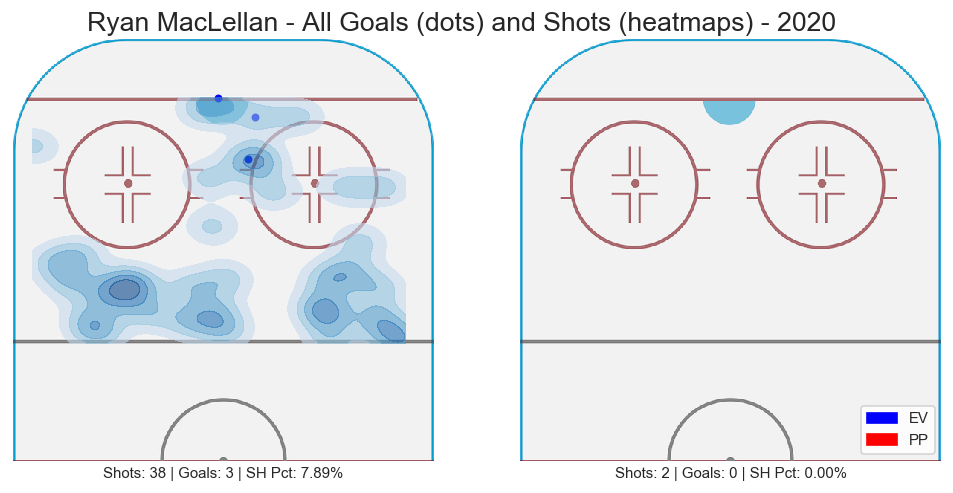 Ryan MacLellan - All Goals (dots) and Shots (heatmaps) - 2020
EV
PP
Shots: 38 | Goals: 3 | SH Pct: 7.89%
Shots: 2 | Goals: 0 | SH Pct: 0.00%